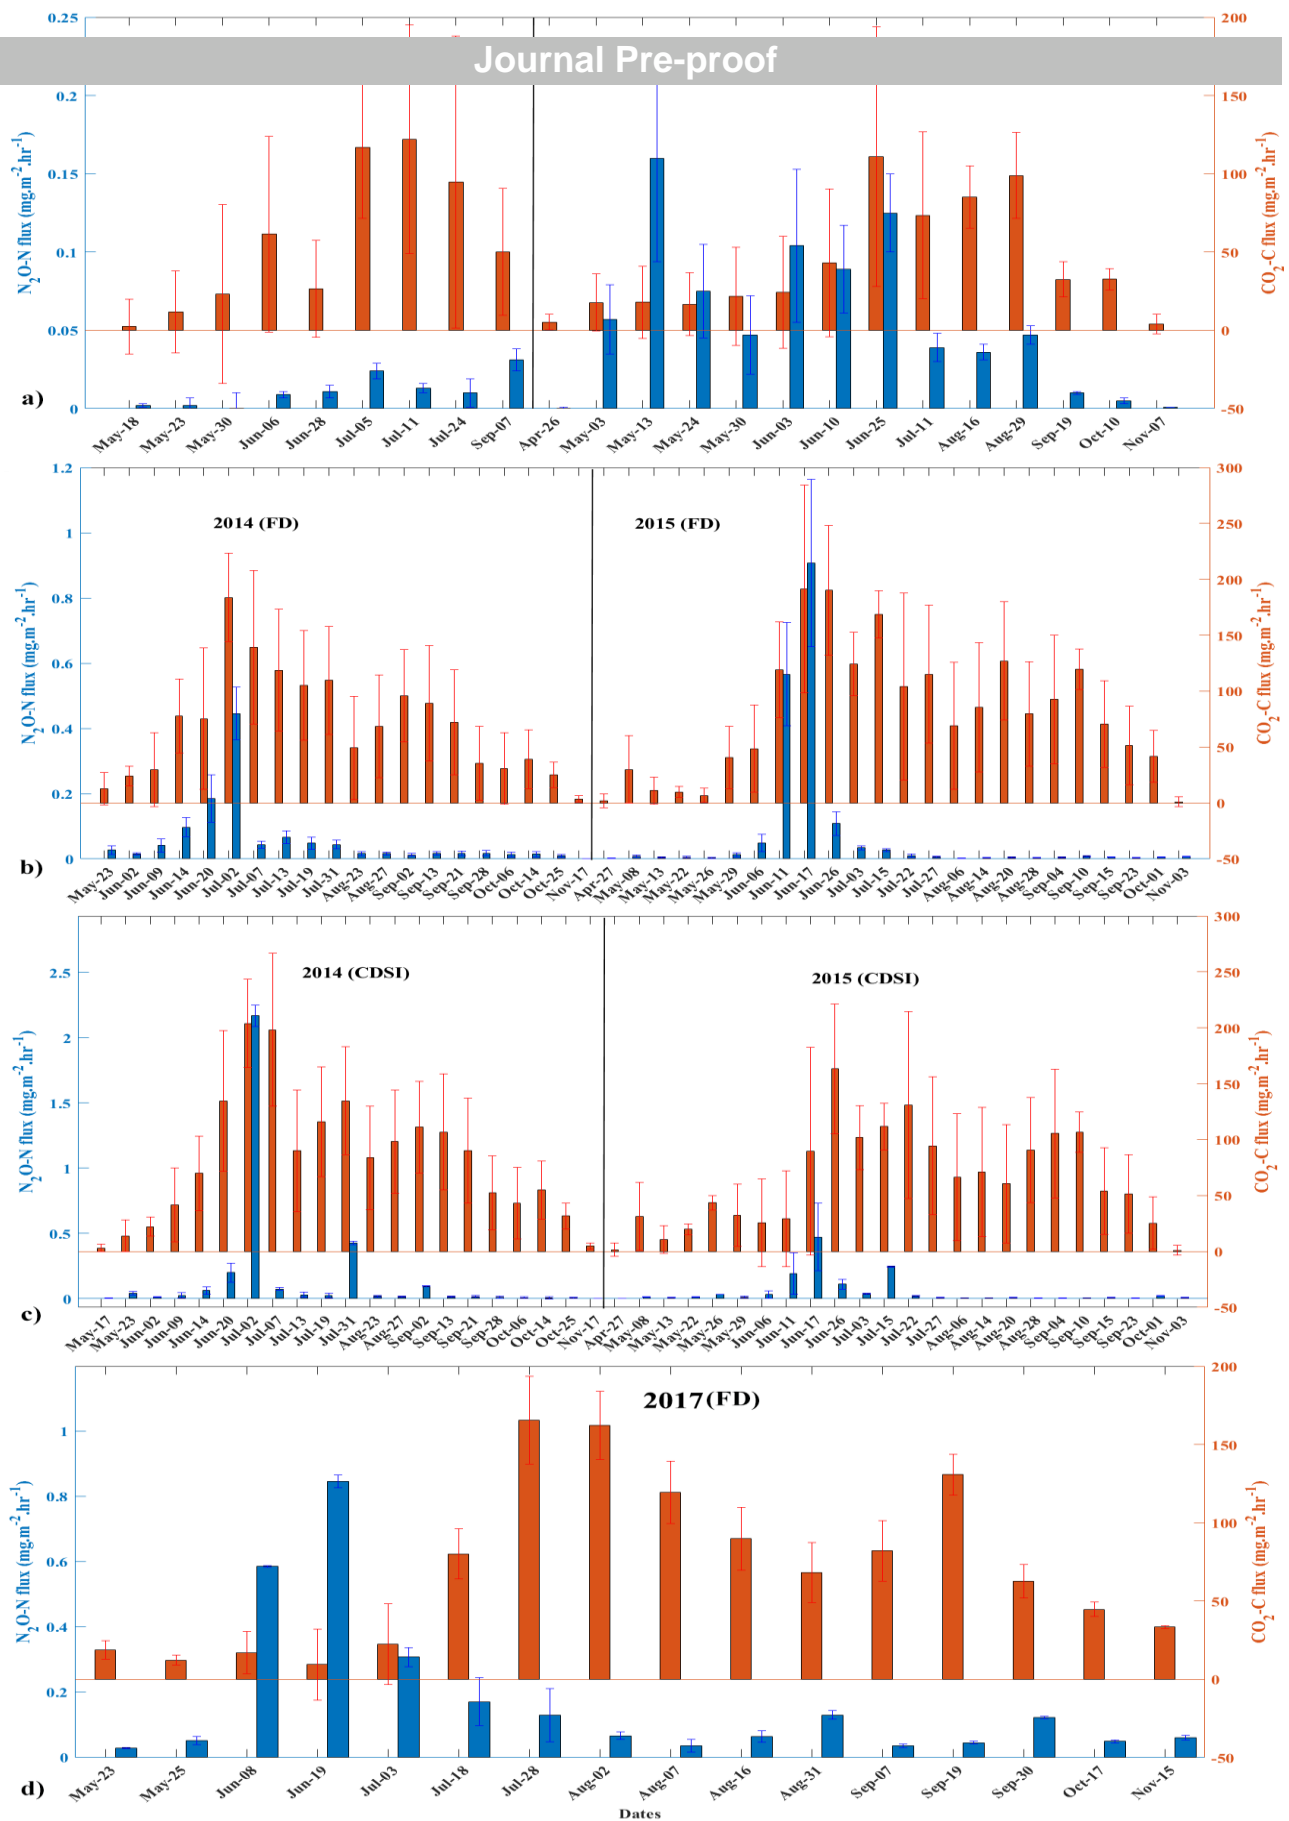 Journal Pre-proof
0.25
0.2
0.15
0.1
0.05
0
N2O-N flux (mg.m-2.hr-1)
200
150
100
50
0
-50
CO2-C flux (mg.m-2.hr-1)
a)
May-18 May-23 May-30 Jun-06 Jun-28 Jul-05 Jul-11 Jul-24 Sep-07 Apr-26 May-03 May-13 May-24 May-30 Jun-03 Jun-10 Jun-25 Jul-11 Aug-16 Aug-29 Sep-19 Oct-10 Nov-07
1.2
1
0.8
0.6
0.4
0.2
0
N2O-N flux (mg.m-2.hr-1)
2014 (FD)
2015 (FD)
300
250
200
150
100
50
0
-50
CO2-C flux (mg.m-2.hr-1)
b)
May-23 Jun-02 Jun-09 Jun-14 Jun-20 Jul-02 Jul-07 Jul-13 Jul-19 Jul-31 Aug-23 Aug-27 Sep-02 Sep-13 Sep-21 Sep-28 Oct-06 Oct-14 Oct-25 Nov-17 Apr-27 May-08 May-13 May-22 May-26 May-29 Jun-06 Jun-11 Jun-17 Jun-26 Jul-03 Jul-15 Jul-22 Jul-27 Aug-06 Aug-14 Aug-20 Aug-28 Sep-04 Sep-10 Sep-15 Sep-23 Oct-01 Nov-03
2.5
2
1.5
1
0.5
0
N2O-N flux (mg.m-2.hr-1)
2014 (CDSI)
2015 (CDSI)
300
250
200
150
100
50
0
-50
CO2-C flux (mg.m-2.hr-1)
c)
May-17 May-23 Jun-02 Jun-09 Jun-14 Jun-20 Jul-02 Jul-07 Jul-13 Jul-19 Jul-31 Aug-23 Aug-27 Sep-02 Sep-13 Sep-21 Sep-28 Oct-06 Oct-14 Oct-25 Nov-17 Apr-27 May-08 May-13 May-22 May-26 May-29 Jun-06 Jun-11 Jun-17 Jun-26 Jul-03 Jul-15 Jul-22 Jul-27 Aug-06 Aug-14 Aug-20 Aug-28 Sep-04 Sep-10 Sep-15 Sep-23 Oct-01 Nov-03
1
0.8
0.6
0.4
0.2
0
N2O-N flux (mg.m-2.hr-1)
2017(FD)
200
150
100
50
0
-50
CO2-C flux (mg.m-2.hr-1)
d)
May-23 May-25 Jun-08 Jun-19 Jul-03 Jul-18 Jul-28 Aug-02 Aug-07 Aug-16 Aug-31 Sep-07 Sep-19 Sep-30 Oct-17 Nov-15
Dates